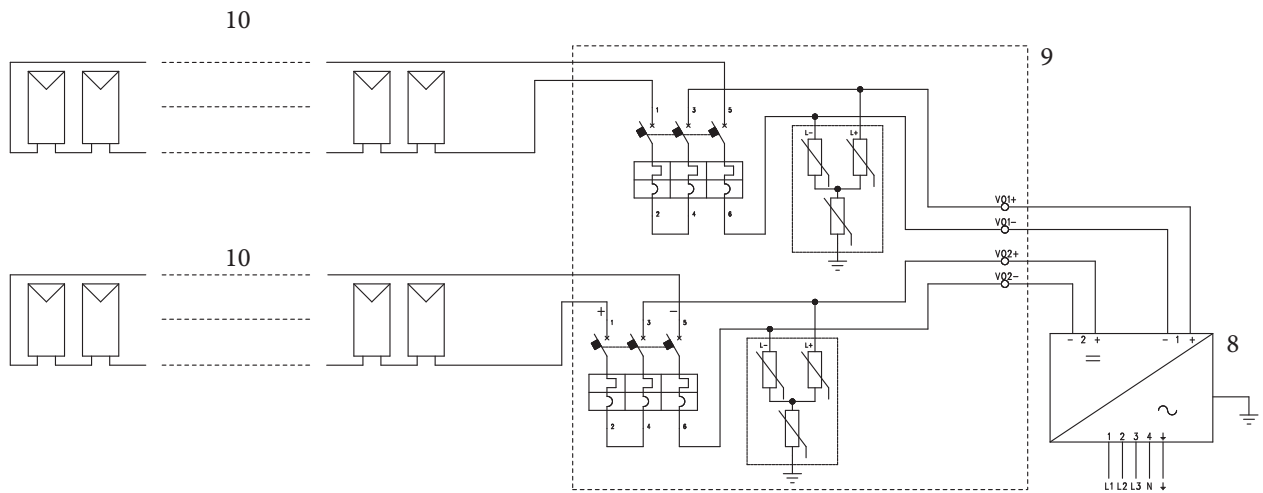 10
9
1 3 5
L- L+
2 4 6
VO1+
VO1-
10
VO2+
VO2-
+ -
1 3 5
L- L+
2 4 6
- 2 + - 1 +
8
=
~
1 2 3 4
L1 L2 L3 N